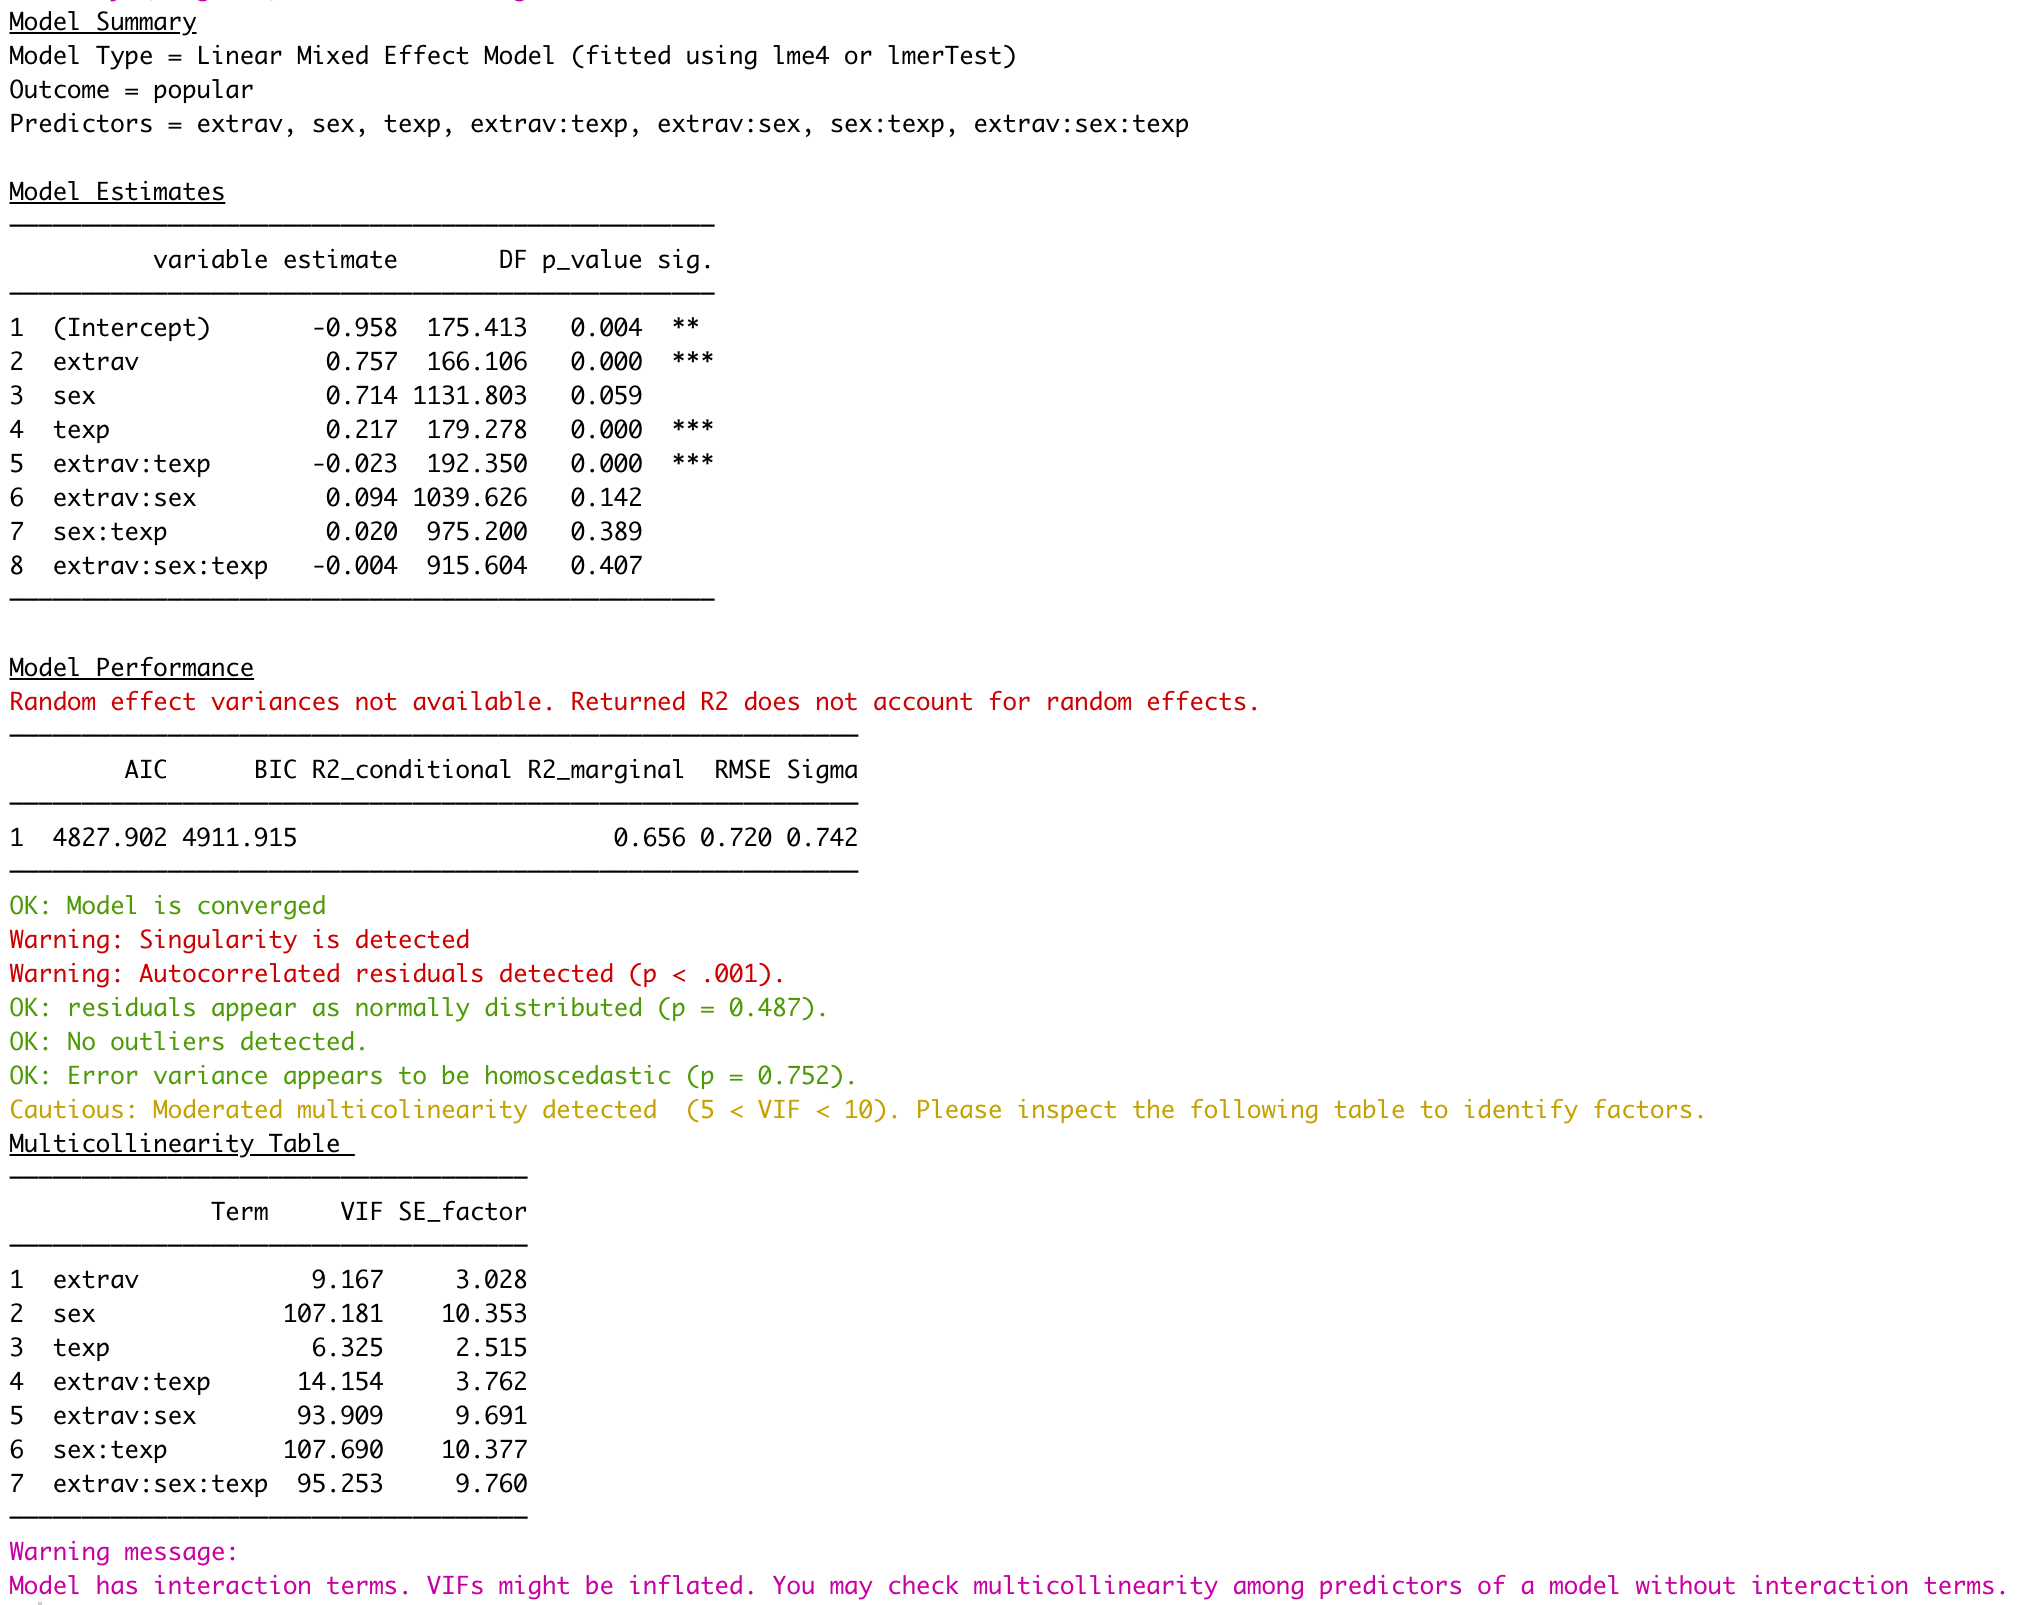 Model Summary
Model Type = Linear Mixed Effect Model (fitted using lme4 or lmerTest)
Outcome = popular
Predictors = extrav, sex, texp, extrav:texp, extrav:sex, sex:texp, extrav:sex:texp
Model Estimates
variable estimate DF p_value sig.
1 (Intercept) -0.958 175.413 0.004 **
2 extrav 0.757 166.106 0.000 ***
3 sex 0.714 1131.803 0.059
4 texp 0.217 179.278 0.000 ***
5 extrav:texp -0.023 192.350 0.000 ***
6 extrav:sex 0.094 1039.626 0.142
7 sex:texp 0.020 975.200 0.389
8 extrav:sex:texp -0.004 915.604 0.407
Model Performance
Random effect variances not available. Returned R2 does not account for random effects.
AIC BIC R2_conditional R2_marginal RMSE Sigma
1 4827.902 4911.915 0.656 0.720 0.742
OK: Model is converged
Warning: Singularity is detected
Warning: Autocorrelated residuals detected (p < .001).
OK: residuals appear as normally distributed (p = 0.487).
OK: No outliers detected.
OK: Error variance appears to be homoscedastic (p = 0.752).
Cautious: Moderated multicolinearity detected  (5 < VIF < 10). Please inspect the following table to identify factors.
Multicollinearity Table
Term VIF SE_factor
1 extrav 9.167 3.028
2 sex 107.181 10.353
3 texp 6.325 2.515
4 extrav:texp 14.154 3.762
5 extrav:sex 93.909 9.691
6 sex:texp 107.690 10.377
7 extrav:sex:texp 95.253 9.760
Warning message:
Model has interaction terms. VIFs might be inflated. You may check multicollinearity among predictors of a model without interaction terms.